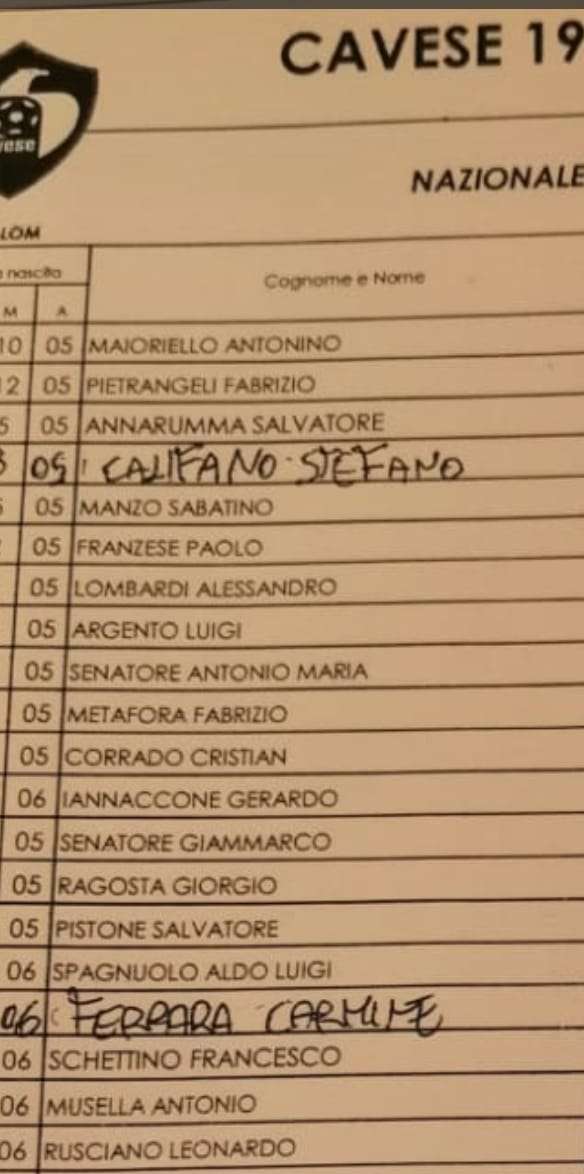 CAVESE 19
NAZIONALE
LOM
nascita
Cognome e Nome
M A
10 05 MAIORIELLO ANTONINO
12 05 PIETRANGELI FABRIZIO
5 05 ANNARUMMA SALVATORE
05 CALIFANO STEFANO
05 MANZO SABATINO
05 FRANZESE PAOLO
05 LOMBARDI ALESSANDRO
05 ARGENTO LUIGI
05 SENATORE ANTONIO MARIA
05 METAFORA FABRIZIO
05 CORRADO CRISTIAN
06 IANNACCONE GERARDO
05 SENATORE GIAMMARCO
05 RAGOSTA GIORGIO
05 PISTONE SALVATORE
06 SPAGNUOLO ALDO LUIGI
06 FERRARA CARMINE
06 SCHETTINO FRANCESCO
06 MUSELLA ANTONIO
06 RUSCIANO LEONARDO